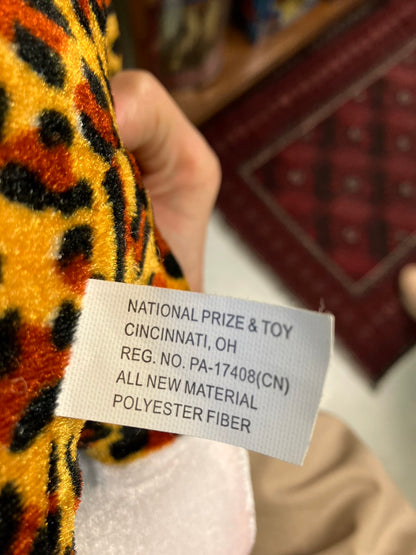 NATIONAL PRIZE & TOY
CINCINNATI, OH
REG. NO. PA-17408(CN)
ALL NEW MATERIAL
POLYESTER FIBER